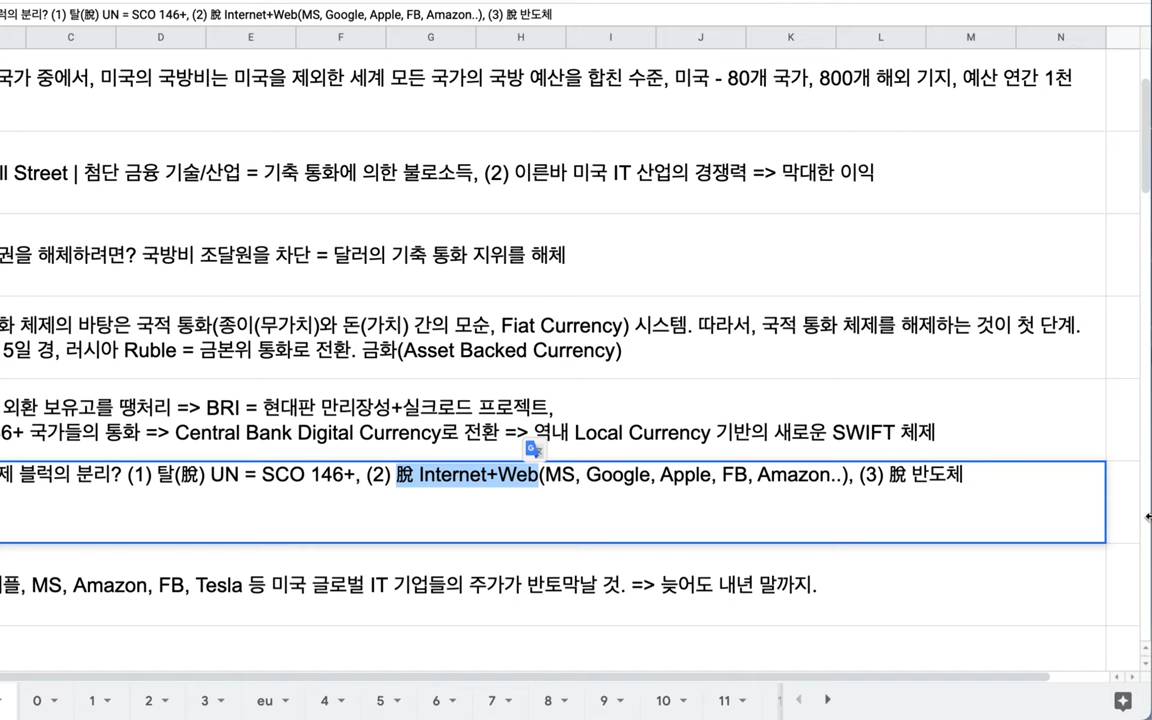 럭의 분리? (1) 탈(脫) UN = SCO 146+, (2) 脫 Internet+Web(MS, Google, Apple, FB, Amazon..), (3) 脫 반도체
C D E F G H I J K L M N
국가 중에서, 미국의 국방비는 미국을 제외한 세계 모든 국가의 국방 예산을 합친 수준, 미국 - 80개 국가, 800개 해외 기지, 예산 연간 1천
ll Street | 첨단 금융 기술/산업 = 기축 통화에 의한 불로소득, (2) 이른바 미국 IT 산업의 경쟁력 => 막대한 이익
권을 해체하려면? 국방비 조달원을 차단 = 달러의 기축 통화 지위를 해체
화 체제의 바탕은 국적 통화(종이(무가치)와 돈(가치) 간의 모순, Fiat Currency) 시스템. 따라서, 국적 통화 체제를 해제하는 것이 첫 단계.
5일 경, 러시아 Ruble = 금본위 통화로 전환. 금화(Asset Backed Currency)
외환 보유고를 땡처리 => BRI = 현대판 만리장성+실크로드 프로젝트,
6+ 국가들의 통화 => Central Bank Digital Currency로 전환 => 역내 Local Currency 기반의 새로운 SWIFT 체제
제 블럭의 분리? (1) 탈(脫) UN = SCO 146+, (2) 脫 Internet+Web(MS, Google, Apple, FB, Amazon..), (3) 脫 반도체
플, MS, Amazon, FB, Tesla 등 미국 글로벌 IT 기업들의 주가가 반토막날 것. => 늦어도 내년 말까지.
0 1 2 3 eu 4 5 6 7 8 9 10 11